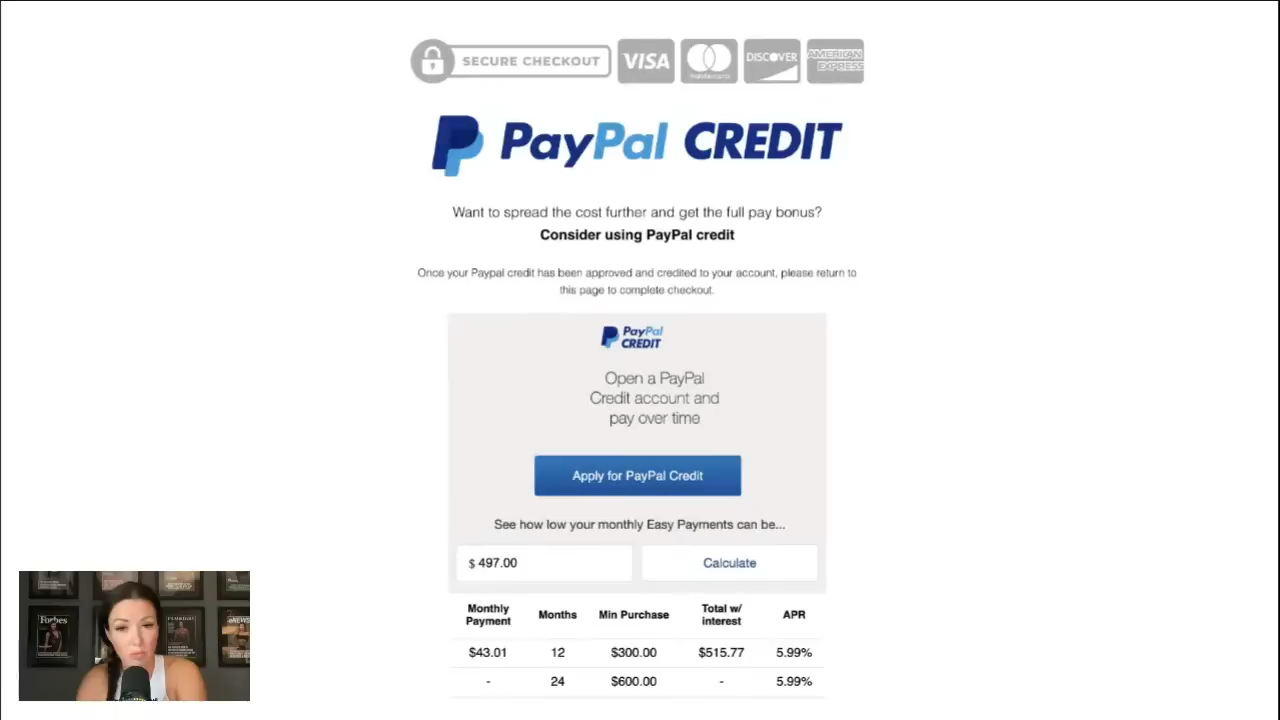 SECURE CHECKOUT
VISA
mastercard
DISCOVER
AMERICAN
EXPRESS
PayPal CREDIT
Want to spread the cost further and get the full pay bonus?
Consider using PayPal credit
Once your Paypal credit has been approved and credited to your account, please return to
this page to complete checkout.
PayPal
CREDIT
Open a PayPal
Credit account and
pay over time
Apply for PayPal Credit
See how low your monthly Easy Payments can be...
$ 497.00
Calculate
Monthly Payment Months Min Purchase Total w/ interest APR
$43.01 12 $300.00 $515.77 5.99%
- 24 $600.00 - 5.99%
Forbes